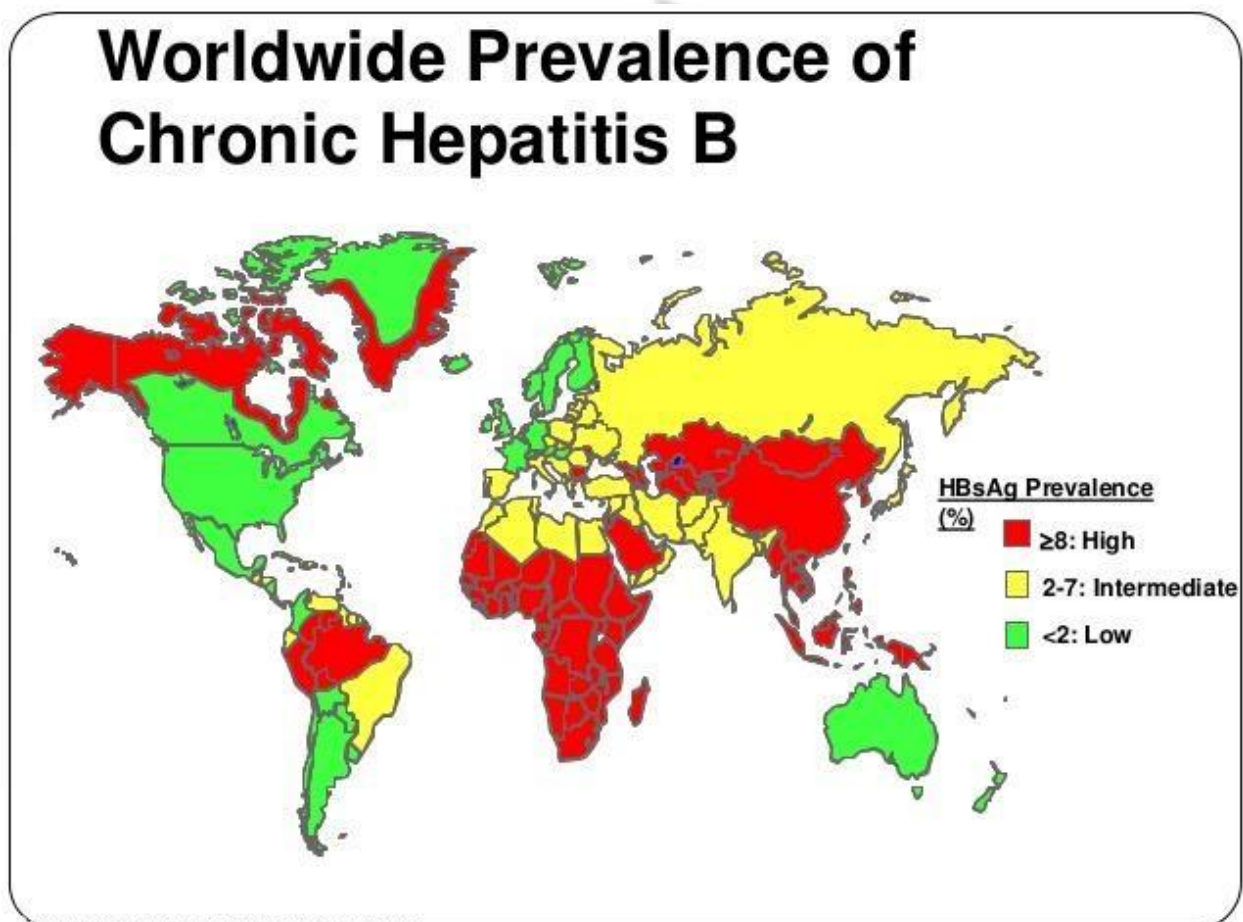 Worldwide Prevalence of
Chronic Hepatitis B
HBsAg Prevalence
(%)
≥8: High
2-7: Intermediate
<2: Low